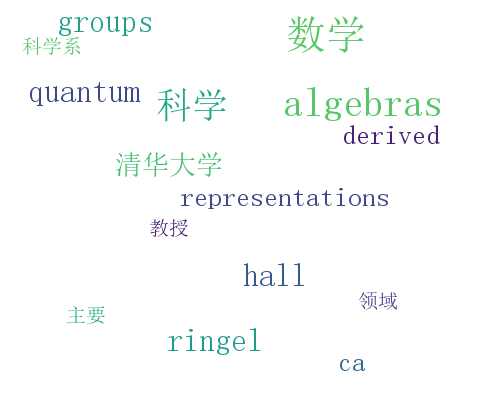 groups
数学
科学系
quantum
科学
algebras
derived
清华大学
representations
教授
hall
领域
主要
ringel
ca